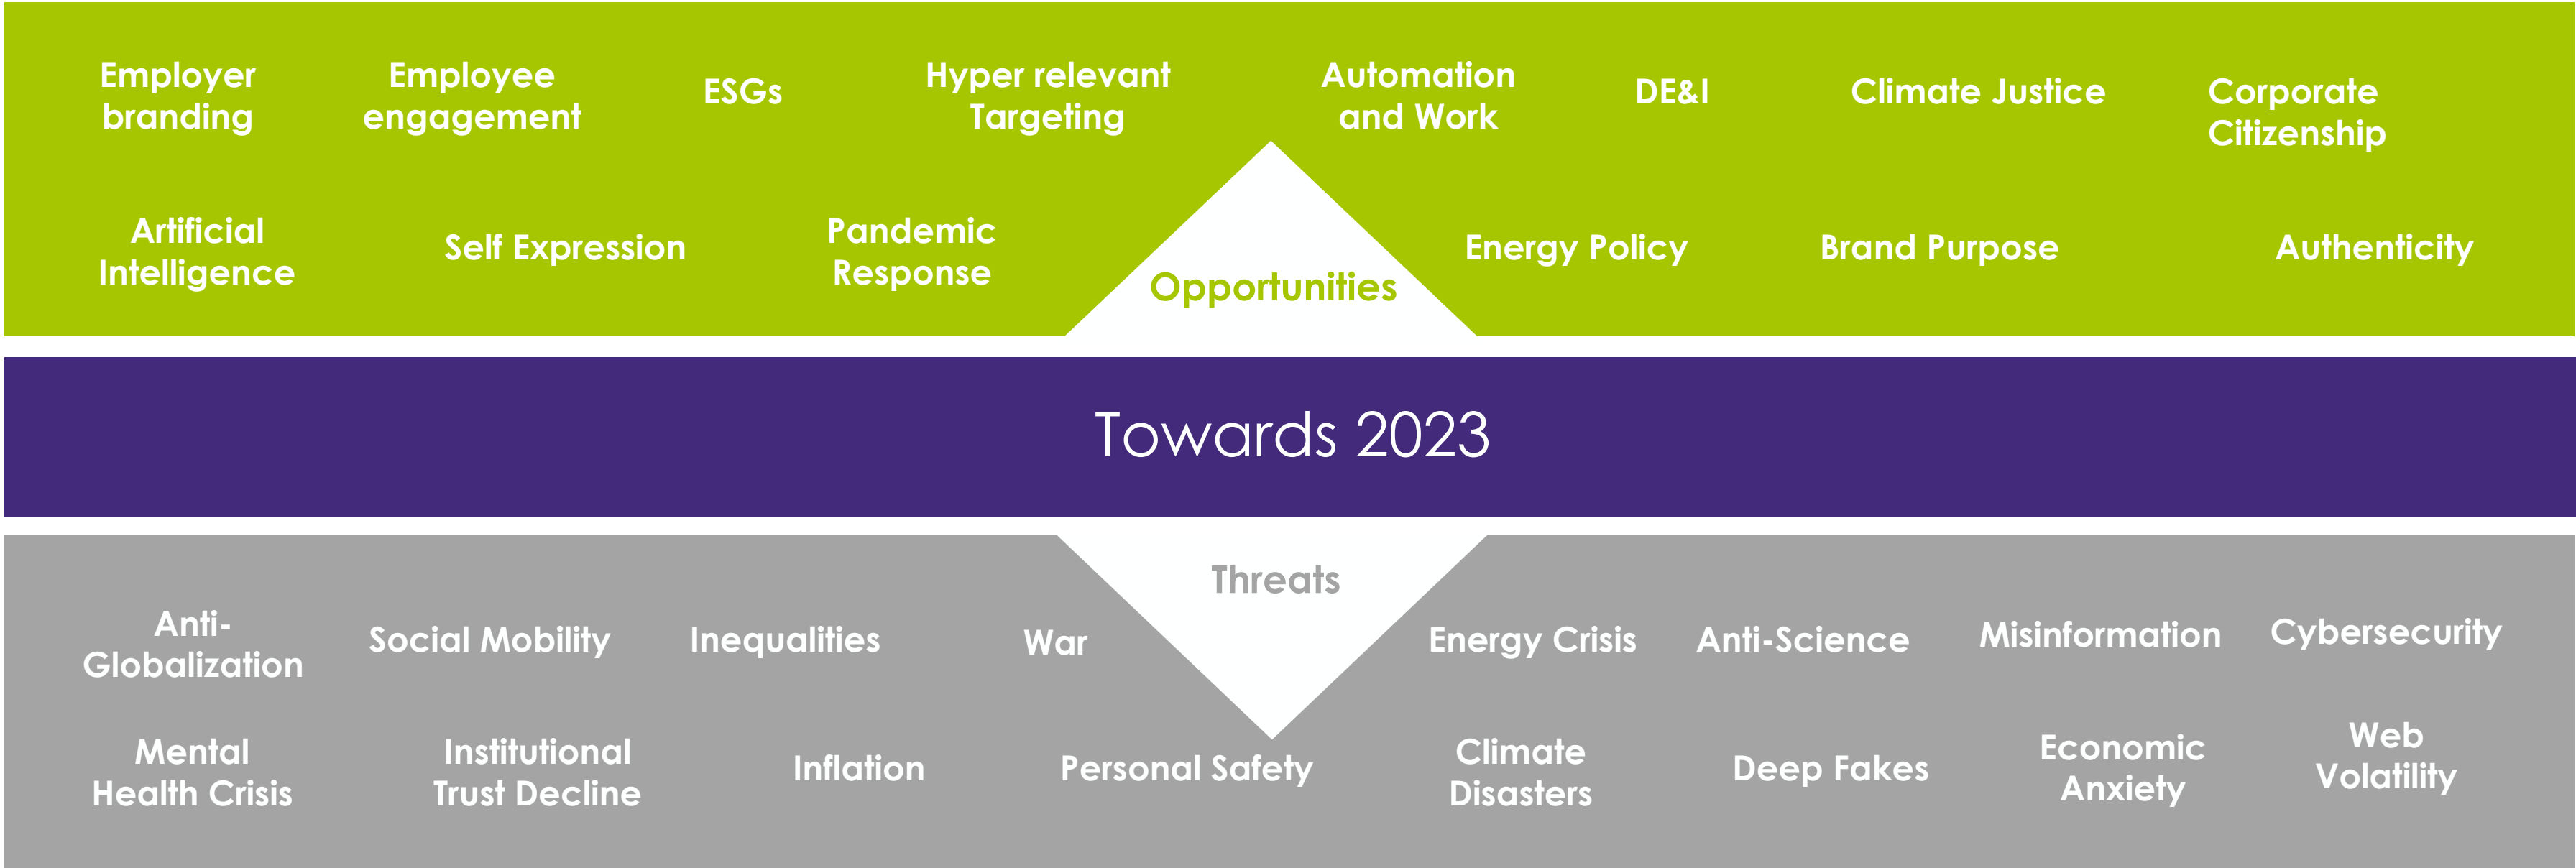 Employer
branding
Employee
engagement
ESGs
Hyper relevant
Targeting
Automation
and Work
DE&I
Climate Justice
Corporate
Citizenship
Artificial
Intelligence
Self Expression
Pandemic
Response
Opportunities
Energy Policy
Brand Purpose
Authenticity
Towards 2023
Threats
Anti-
Globalization
Social Mobility
Inequalities
War
Energy Crisis
Anti-Science
Misinformation
Cybersecurity
Mental
Health Crisis
Institutional
Trust Decline
Inflation
Personal Safety
Climate
Disasters
Deep Fakes
Economic
Anxiety
Web
Volatility